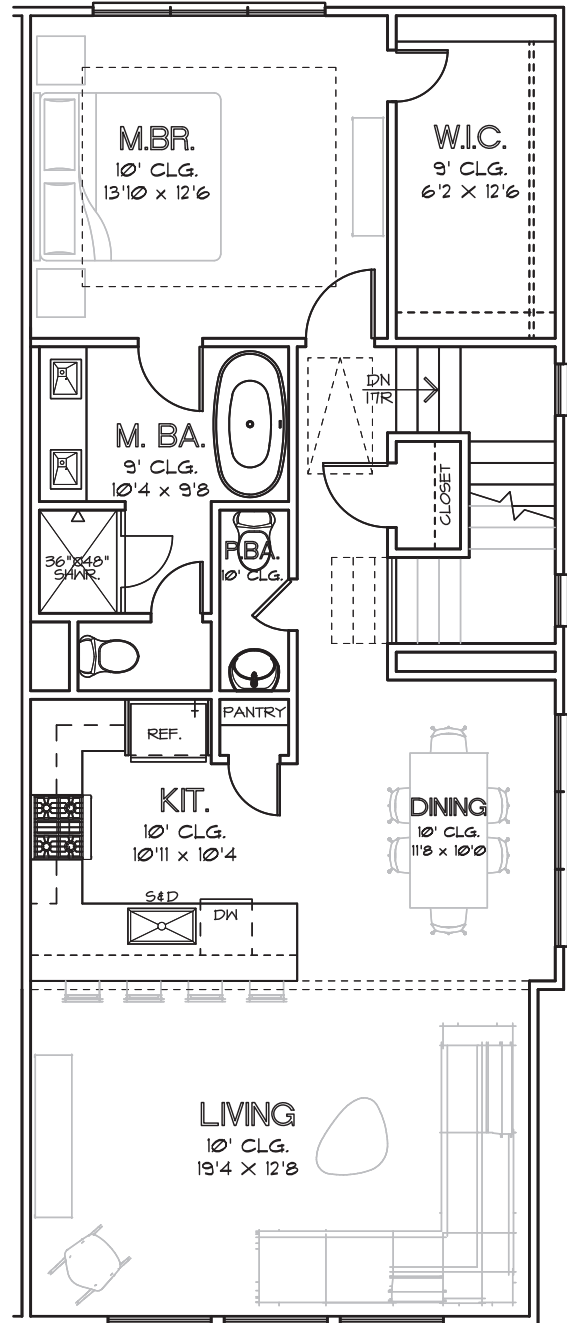 M.BR.
10' CLG.
13'10 x 12'6
W.I.C.
9' CLG.
6'2 X 12'6
DN
17R
M. BA.
9' CLG.
10'4 x 9'8
CLOSET
36"x48"
SHWR.
P.BA.
10' CLG.
PANTRY
REF.
KIT.
10' CLG.
10'11 x 10'4
DINING
10' CLG.
11'8 x 10'0
S&D
DW
LIVING
10' CLG.
19'4 X 12'8